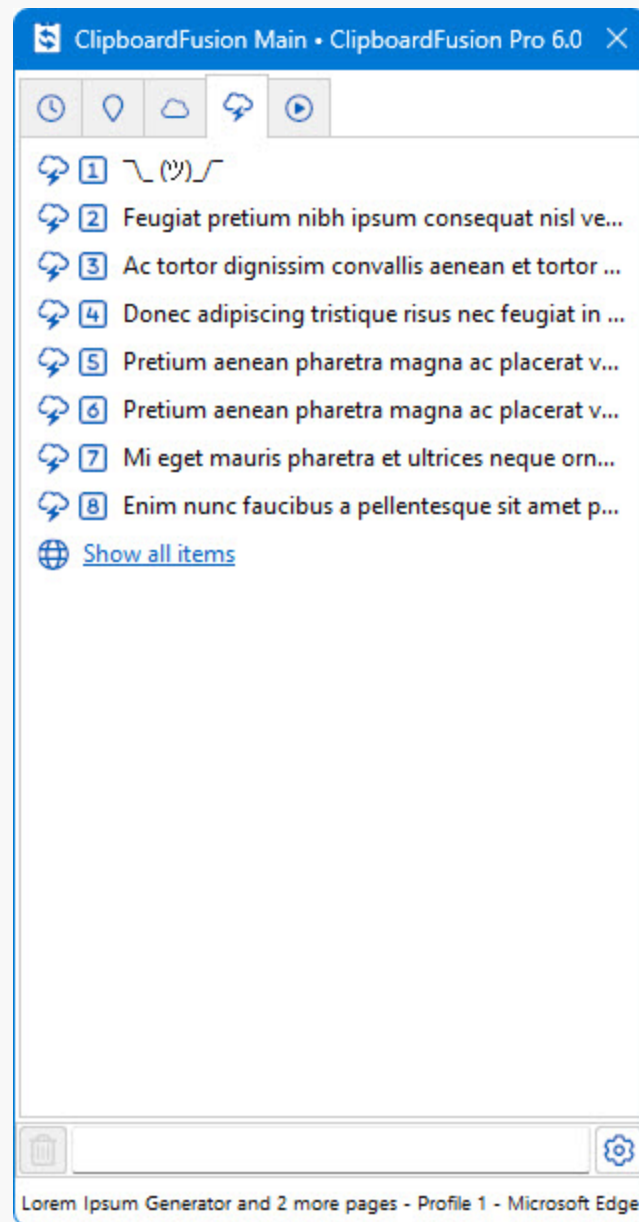 ClipboardFusion Main • ClipboardFusion Pro 6.0
1 ¯\_(ツ)_/¯
2 Feugiat pretium nibh ipsum consequat nisl ve...
3 Ac tortor dignissim convallis aenean et tortor ...
4 Donec adipiscing tristique risus nec feugiat in ...
5 Pretium aenean pharetra magna ac placerat v...
6 Pretium aenean pharetra magna ac placerat v...
7 Mi eget mauris pharetra et ultrices neque orn...
8 Enim nunc faucibus a pellentesque sit amet p...
Show all items
Lorem Ipsum Generator and 2 more pages - Profile 1 - Microsoft Edge